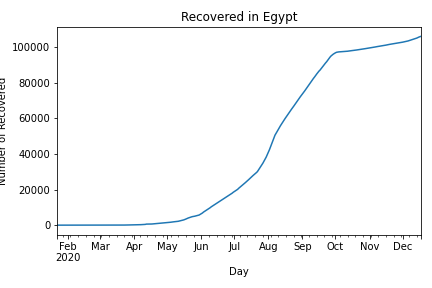 Recovered in Egypt
Number of Recovered
100000
80000
60000
40000
20000
0
Feb Mar Apr May Jun Jul Aug Sep Oct Nov Dec
2020
Day